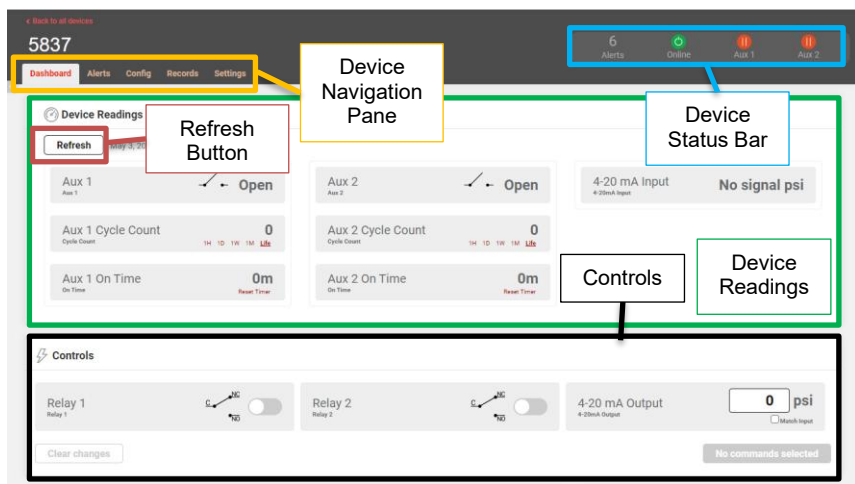 < Back to all devices
5837
6
Alerts
Online
Aux 1
Aux 2
Dashboard Alerts Config Records Settings
Device
Navigation
Pane
Device
Status Bar
Device Readings
Refresh
Button
Refresh
May 3, 20
Aux 1
Aux 1
Open
Aux 2
Aux 2
Open
4-20 mA Input
4-20mA Input
No signal psi
Aux 1 Cycle Count
Cycle Count
0
1H 1D 1W 1M Life
Aux 2 Cycle Count
Cycle Count
0
1H 1D 1W 1M Life
Aux 1 On Time
On Time
0m
Reset Timer
Aux 2 On Time
On Time
0m
Reset Timer
Controls
Device
Readings
Controls
Relay 1
Relay 1
C NC
NO
Relay 2
Relay 2
C NC
NO
4-20 mA Output
4-20mA Output
0 psi
Match Input
Clear changes
No commands selected